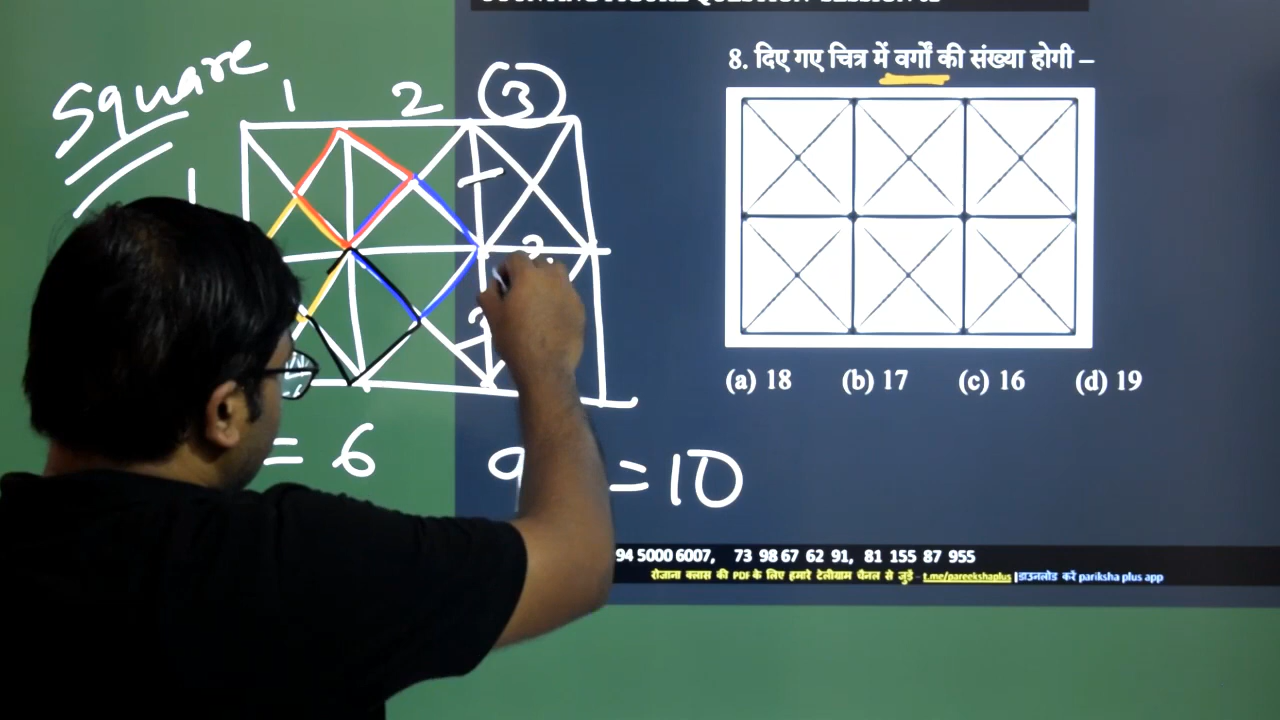 8. दिए गए चित्र में वर्गों की संख्या होगी –
Square
1 2 3
1
2
(a) 18 (b) 17 (c) 16 (d) 19
= 6
= 10
94 5000 6007, 73 98 67 62 91, 81 155 87 955
रोजाना क्लास की PDF के लिए हमारे टेलीग्राम चैनल से जुड़ें - t.me/pareekshaplus |डाउनलोड करें pariksha plus app